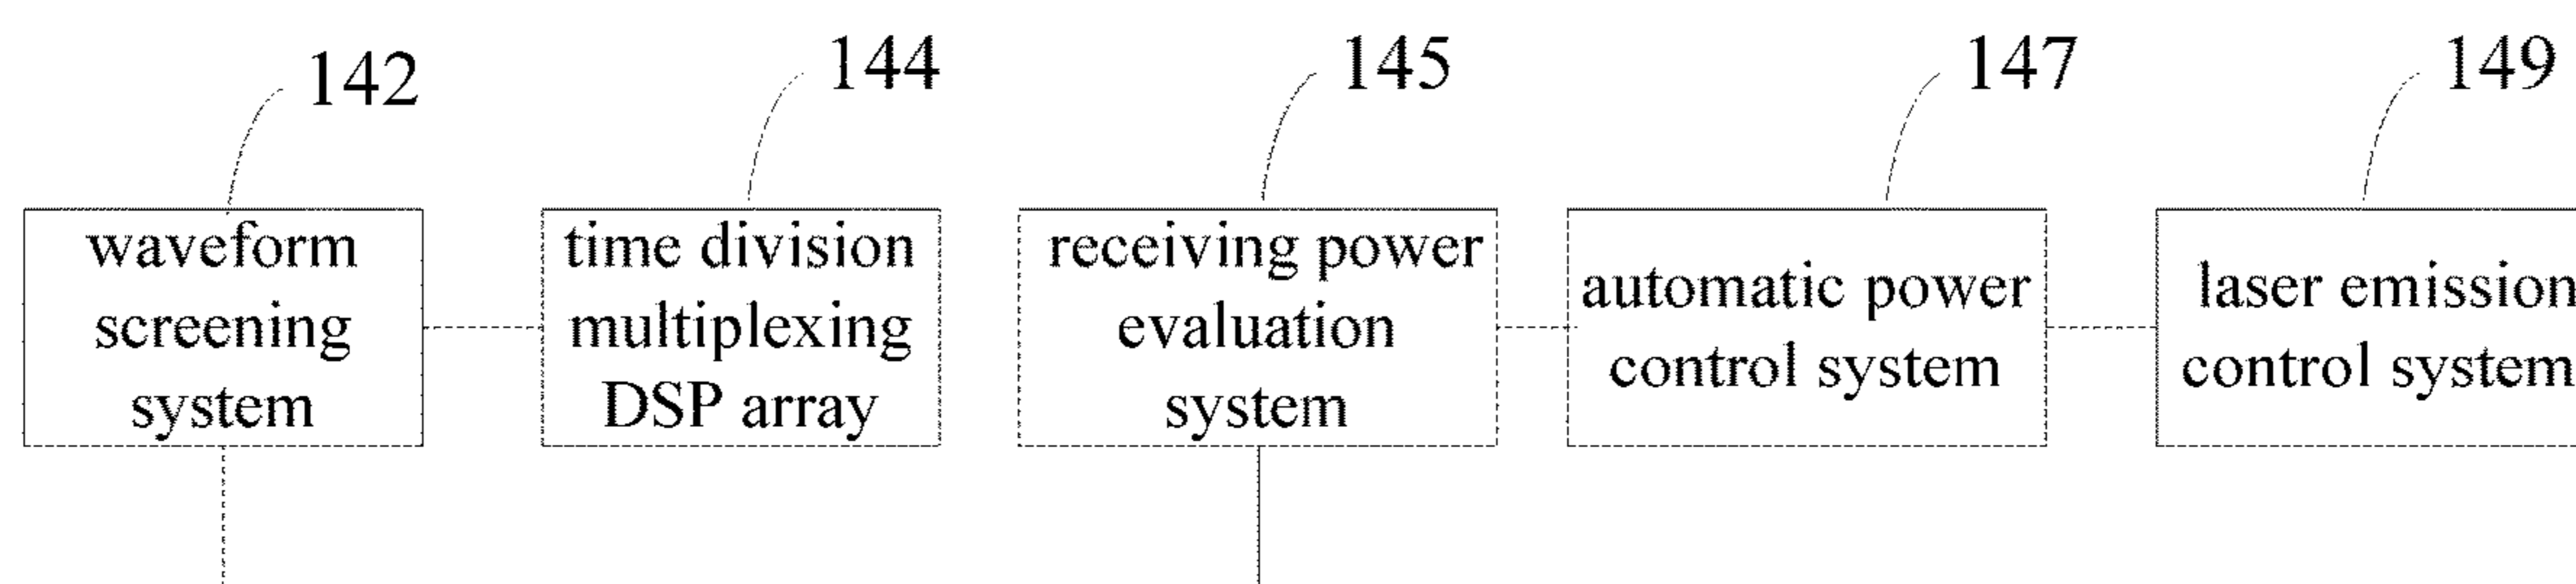 142
144
145
147
149
waveform
screening
system
time division
multiplexing
DSP array
receiving power
evaluation
system
automatic power
control system
laser emission
control system